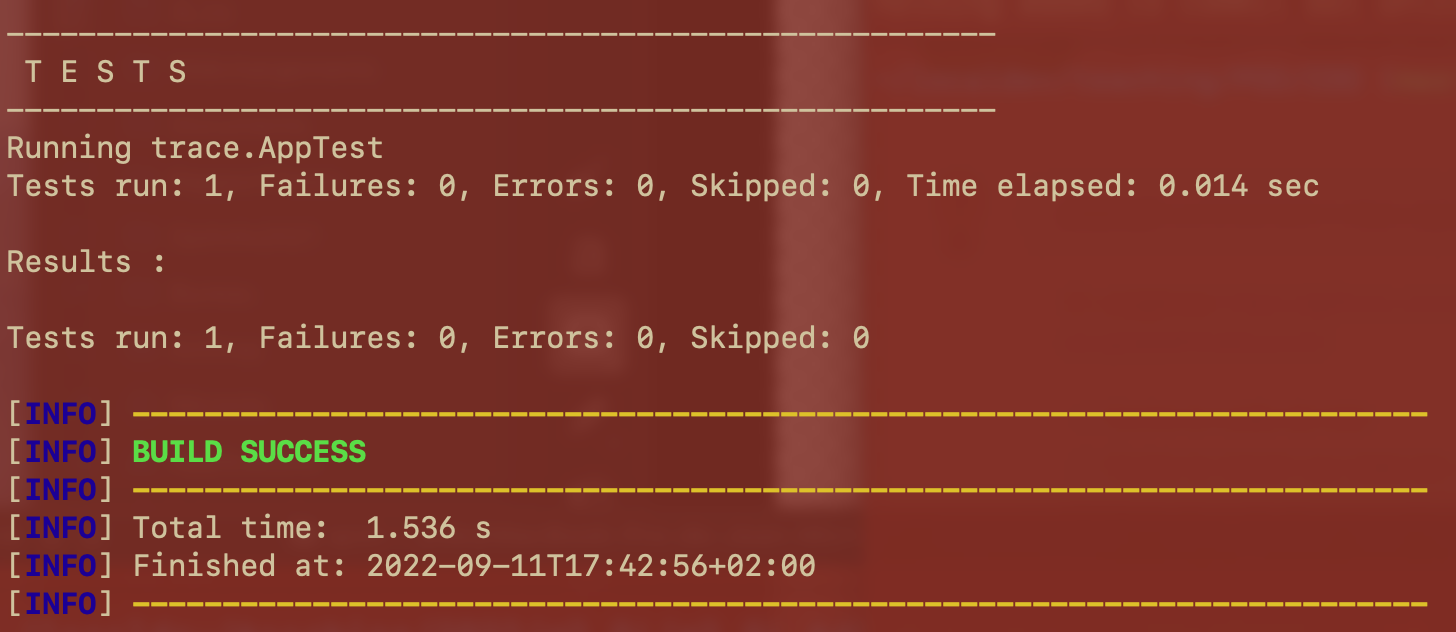 -------------------------------------------------------
 T E S T S
-------------------------------------------------------
Running trace.AppTest
Tests run: 1, Failures: 0, Errors: 0, Skipped: 0, Time elapsed: 0.014 sec

Results :

Tests run: 1, Failures: 0, Errors: 0, Skipped: 0

[INFO] ------------------------------------------------------------------------
[INFO] BUILD SUCCESS
[INFO] ------------------------------------------------------------------------
[INFO] Total time:  1.536 s
[INFO] Finished at: 2022-09-11T17:42:56+02:00
[INFO] ------------------------------------------------------------------------